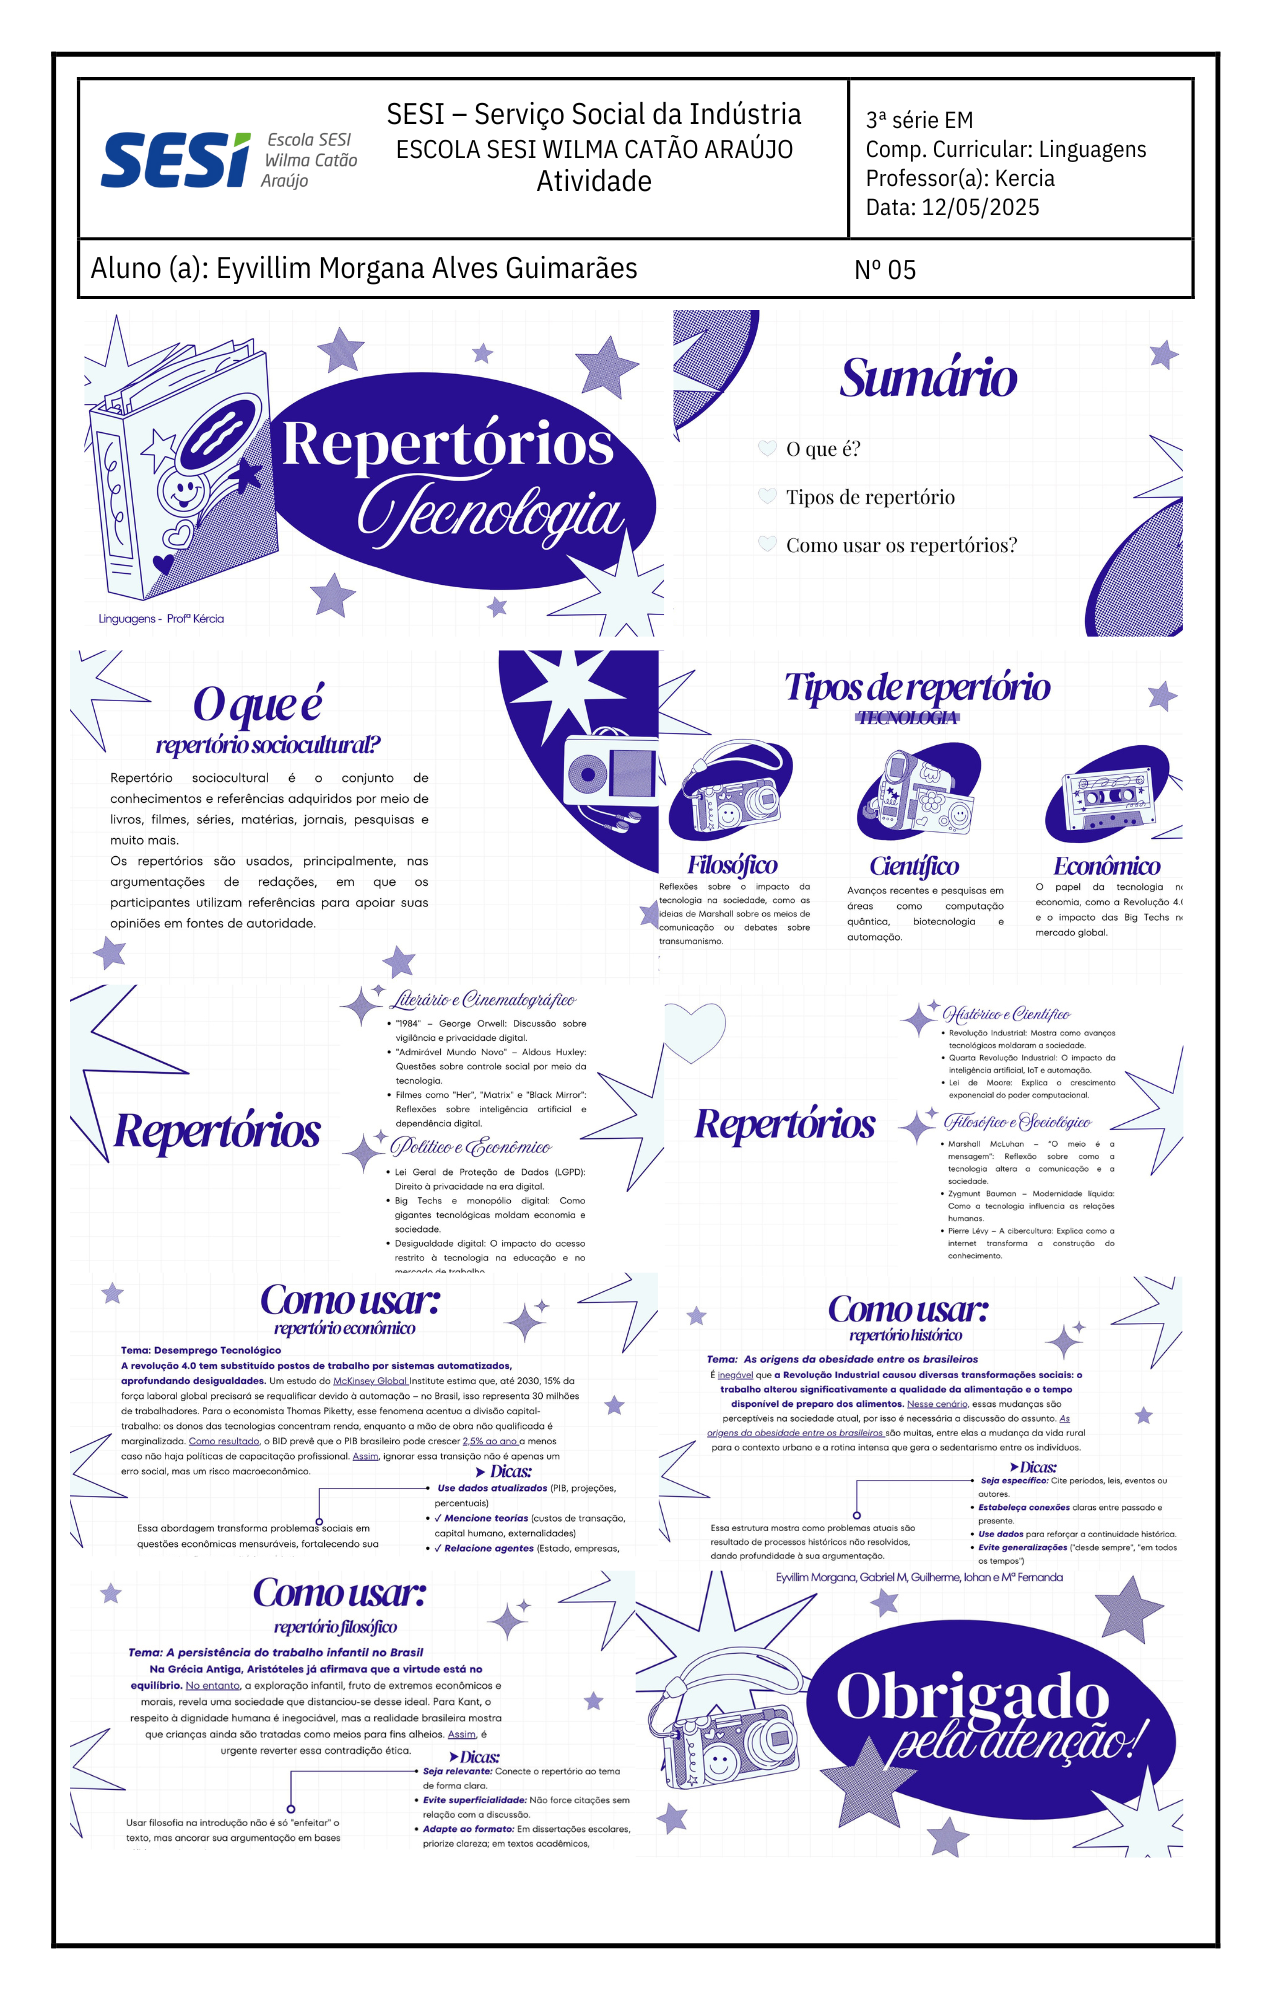 SESI
Escola SESI
Wilma Catão
Araújo
SESI – Serviço Social da Indústria
ESCOLA SESI WILMA CATÃO ARAÚJO
Atividade
3ª série EM
Comp. Curricular: Linguagens
Professor(a): Kercia
Data: 12/05/2025
Aluno (a): Eyvillim Morgana Alves Guimarães
Nº 05
Repertórios
Tecnologia
Linguagens - Profª Kércia
Sumário
O que é?
Tipos de repertório
Como usar os repertórios?
O que é
repertório sociocultural?
Repertório sociocultural é o conjunto de
conhecimentos e referências adquiridos por meio de
livros, filmes, séries, matérias, jornais, pesquisas e
muito mais.
Os repertórios são usados, principalmente, nas
argumentações de redações, em que os
participantes utilizam referências para apoiar suas
opiniões em fontes de autoridade.
Tipos de repertório
TECNOLOGIA
Filosófico
Reflexões sobre o impacto da
tecnologia na sociedade, como as
ideias de Marshall sobre os meios de
comunicação ou debates sobre
transumanismo.
Científico
Avanços recentes e pesquisas em
áreas como computação
quântica, biotecnologia e
automação.
Econômico
O papel da tecnologia na
economia, como a Revolução 4.0
e o impacto das Big Techs no
mercado global.
Repertórios
Literário e Cinematográfico
• "1984" – George Orwell: Discussão sobre
vigilância e privacidade digital.
• "Admirável Mundo Novo" – Aldous Huxley:
Questões sobre controle social por meio da
tecnologia.
• Filmes como "Her", "Matrix" e "Black Mirror":
Reflexões sobre inteligência artificial e
dependência digital.
Político e Econômico
• Lei Geral de Proteção de Dados (LGPD):
Direito à privacidade na era digital.
• Big Techs e monopólio digital: Como
gigantes tecnológicas moldam economia e
sociedade.
• Desigualdade digital: O impacto do acesso
restrito à tecnologia na educação e no
mercado de trabalho.
Repertórios
Histórico e Científico
• Revolução Industrial: Mostra como avanços
tecnológicos moldaram a sociedade.
• Quarta Revolução Industrial: O impacto da
inteligência artificial, IoT e automação.
• Lei de Moore: Explica o crescimento
exponencial do poder computacional.
Filosófico e Sociológico
• Marshall McLuhan – "O meio é a
mensagem": Reflexão sobre como a
tecnologia altera a comunicação e a
sociedade.
• Zygmunt Bauman – Modernidade líquida:
Como a tecnologia influencia as relações
humanas.
• Pierre Lévy – A cibercultura: Explica como a
internet transforma a construção do
conhecimento.
Como usar:
repertório econômico
Tema: Desemprego Tecnológico
A revolução 4.0 tem substituído postos de trabalho por sistemas automatizados,
aprofundando desigualdades. Um estudo do McKinsey Global Institute estima que, até 2030, 15% da
força laboral global precisará se requalificar devido à automação – no Brasil, isso representa 30 milhões
de trabalhadores. Para o economista Thomas Piketty, esse fenomena acentua a divisão capital-
trabalho: os donos das tecnologias concentram renda, enquanto a mão de obra não qualificada é
marginalizada. Como resultado, o BID prevê que o PIB brasileiro pode crescer 2,5% ao ano a menos
caso não haja políticas de capacitação profissional. Assim, ignorar essa transição não é apenas um
erro social, mas um risco macroeconômico.
➤ Dicas:
• Use dados atualizados (PIB, projeções,
percentuais)
• ✓ Mencione teorias (custos de transação,
capital humano, externalidades)
• ✓ Relacione agentes (Estado, empresas,
Essa abordagem transforma problemas sociais em
questões econômicas mensuráveis, fortalecendo sua
Como usar:
repertório histórico
Tema: As origens da obesidade entre os brasileiros
É inegável que a Revolução Industrial causou diversas transformações sociais: o
trabalho alterou significativamente a qualidade da alimentação e o tempo
disponível de preparo dos alimentos. Nesse cenário, essas mudanças são
perceptíveis na sociedade atual, por isso é necessária a discussão do assunto. As
origens da obesidade entre os brasileiros são muitas, entre elas a mudança da vida rural
para o contexto urbano e a rotina intensa que gera o sedentarismo entre os indivíduos.
➤ Dicas:
• Seja específico: Cite períodos, leis, eventos ou
autores.
• Estabeleça conexões claras entre passado e
presente.
• Use dados para reforçar a continuidade histórica.
• Evite generalizações ("desde sempre", "em todos
os tempos")
Essa estrutura mostra como problemas atuais são
resultado de processos históricos não resolvidos,
dando profundidade à sua argumentação.
Como usar:
repertório filosófico
Tema: A persistência do trabalho infantil no Brasil
Na Grécia Antiga, Aristóteles já afirmava que a virtude está no
equilíbrio. No entanto, a exploração infantil, fruto de extremos econômicos e
morais, revela uma sociedade que distanciou-se desse ideal. Para Kant, o
respeito à dignidade humana é inegociável, mas a realidade brasileira mostra
que crianças ainda são tratadas como meios para fins alheios. Assim, é
urgente reverter essa contradição ética.
➤ Dicas:
• Seja relevante: Conecte o repertório ao tema
de forma clara.
• Evite superficialidade: Não force citações sem
relação com a discussão.
• Adapte ao formato: Em dissertações escolares,
priorize clareza; em textos acadêmicos,
Usar filosofia na introdução não é só "enfeitar" o
texto, mas ancorar sua argumentação em bases
Eyvillim Morgana, Gabriel M, Guilherme, Iohan e Mª Fernanda
Obrigado
pela atenção!